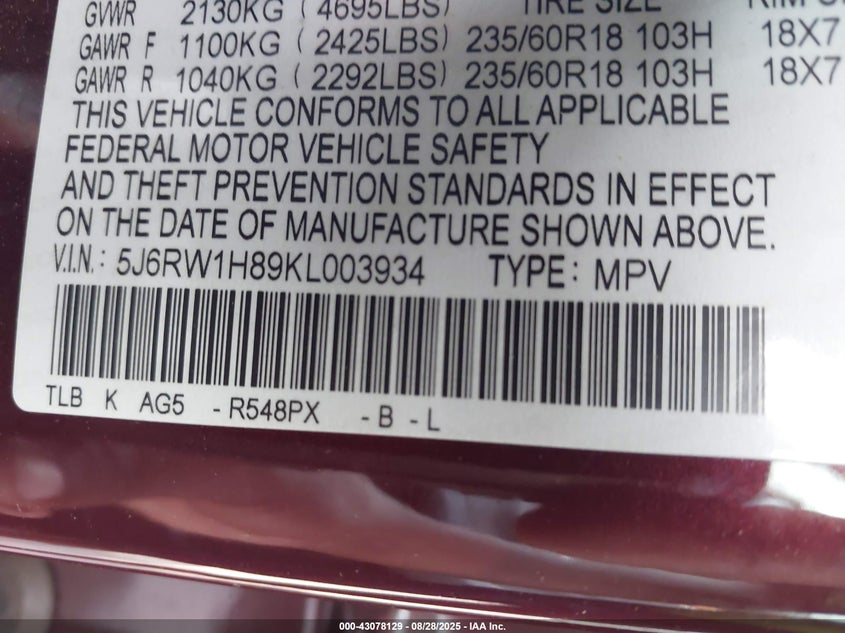 GVWR 2130KG (4695LBS) TIRE SIZE RIM
GAWR F 1100KG ( 2425LBS) 235/60R18 103H 18X7
GAWR R 1040KG ( 2292LBS) 235/60R18 103H 18X7
THIS VEHICLE CONFORMS TO ALL APPLICABLE
FEDERAL MOTOR VEHICLE SAFETY
AND THEFT PREVENTION STANDARDS IN EFFECT
ON THE DATE OF MANUFACTURE SHOWN ABOVE.
V.I.N.: 5J6RW1H89KL003934 TYPE: MPV
TLB K AG5 - R548PX - B - L
000-43078129 - 08/28/2025 - IAA Inc.